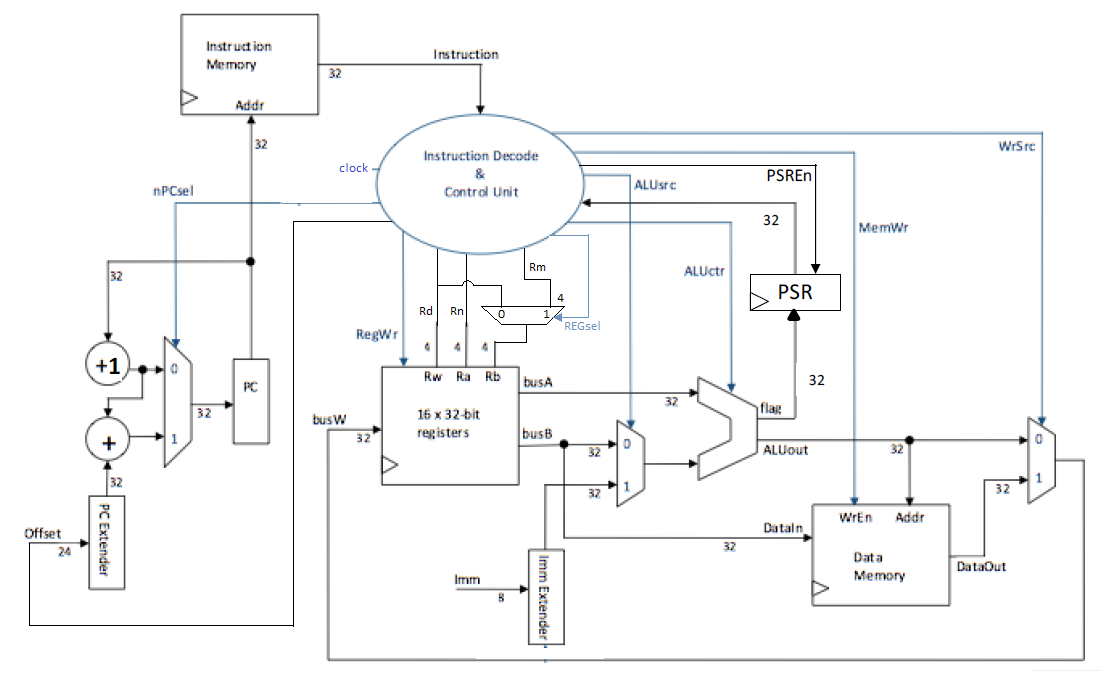 Instruction
Memory
Addr
32
Instruction
32
clock
Instruction Decode
&
Control Unit
WrSrc
PSREn
ALUsrc
nPCsel
32
MemWr
ALUctr
Rm
4
0
1
REGsel
PSR
32
Rd
Rn
RegWr
4
4
4
32
+1
0
PC
32
1
+
32
PC Extender
Offset
24
Rw
Ra
Rb
16 x 32-bit
registers
busW
32
busA
32
busB
32
0
1
32
flag
32
ALUout
32
0
1
32
DataIn
32
WrEn
Addr
Data
Memory
DataOut
Imm
8
Imm Extender